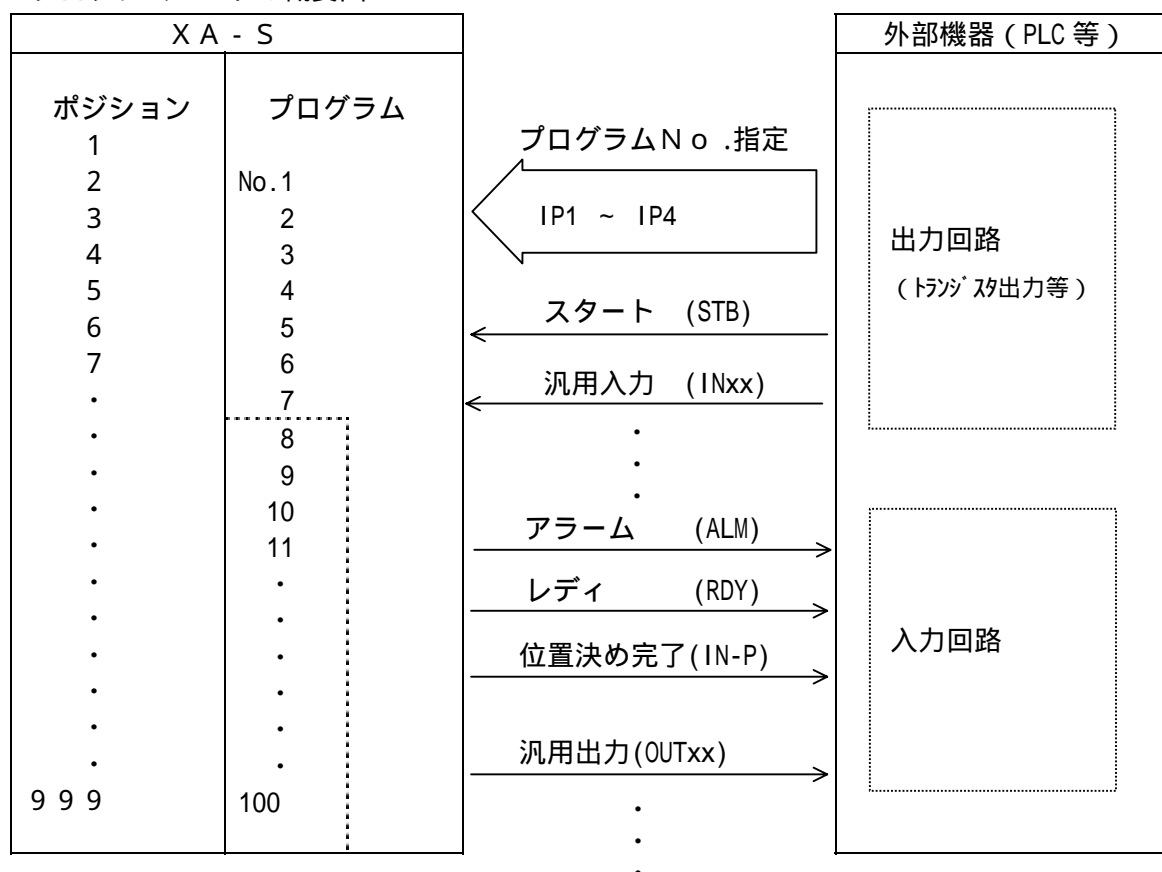 XA-S
外部機器(PLC等)
ポジション
プログラム
1
2
3
4
5
6
7
・
・
・
・
・
・
・
・
・
・
・
999
No.1
2
3
4
5
6
7
8
9
10
11
・
・
・
・
・
・
100
プログラムNo.指定
IP1 ~ IP4
スタート (STB)
汎用入力 (INxx)
・
・
・
アラーム (ALM)
レディ (RDY)
位置決め完了(IN-P)
汎用出力(OUTxx)
・
・
・
出力回路
(トランジスタ出力等)
入力回路